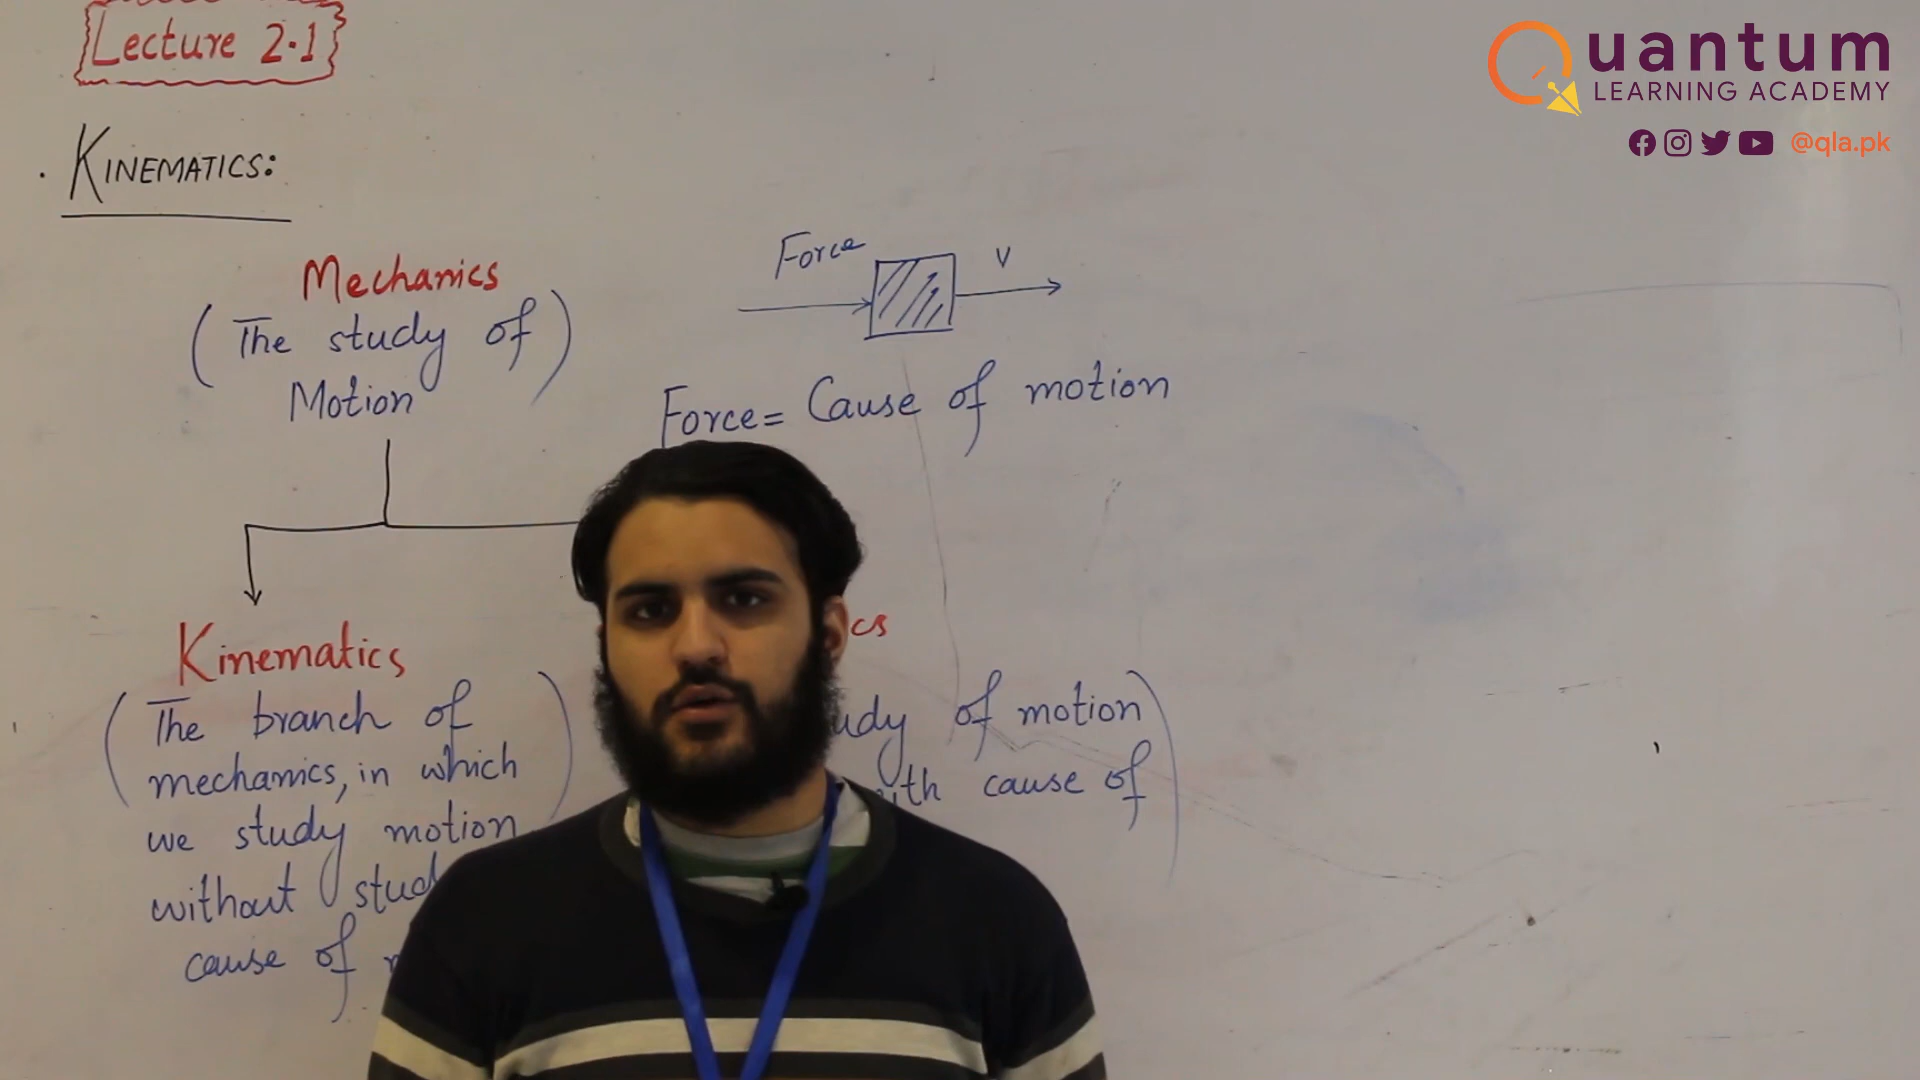 Lecture 2.1
Quantum
LEARNING ACADEMY
@qla.pk
KINEMATICS:
Mechanics
(The study of)
Motion
Force
v
Force= Cause of motion
Kinematics
(The branch of
mechanics, in which
we study motion
without
cause of
of motion)
cause of